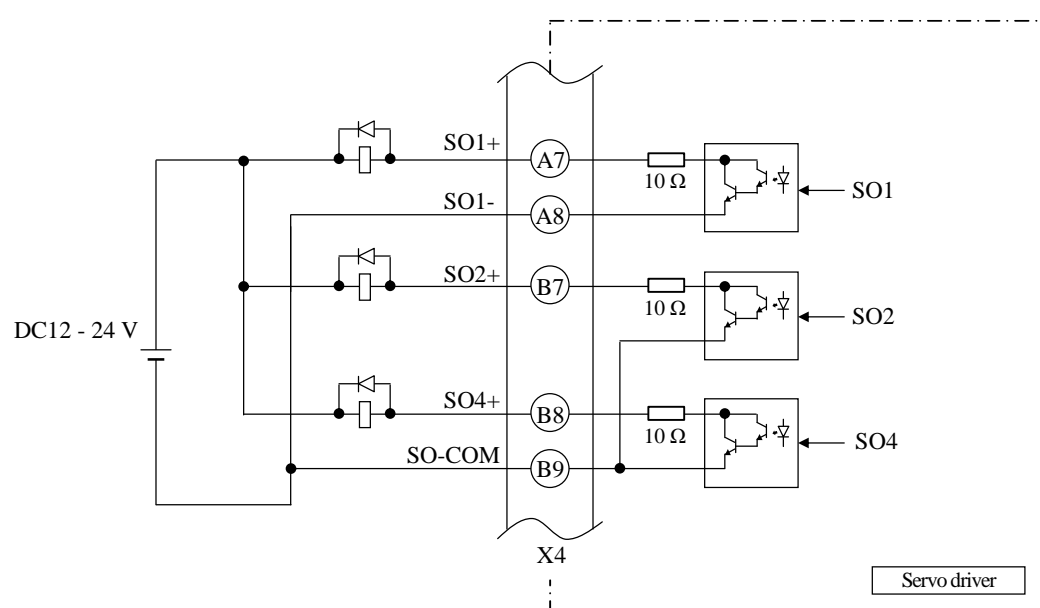 SO1+
A7
10 Ω
SO1
SO1-
A8
SO2+
B7
10 Ω
SO2
DC12 - 24 V
SO4+
B8
10 Ω
SO4
SO-COM
B9
X4
Servo driver